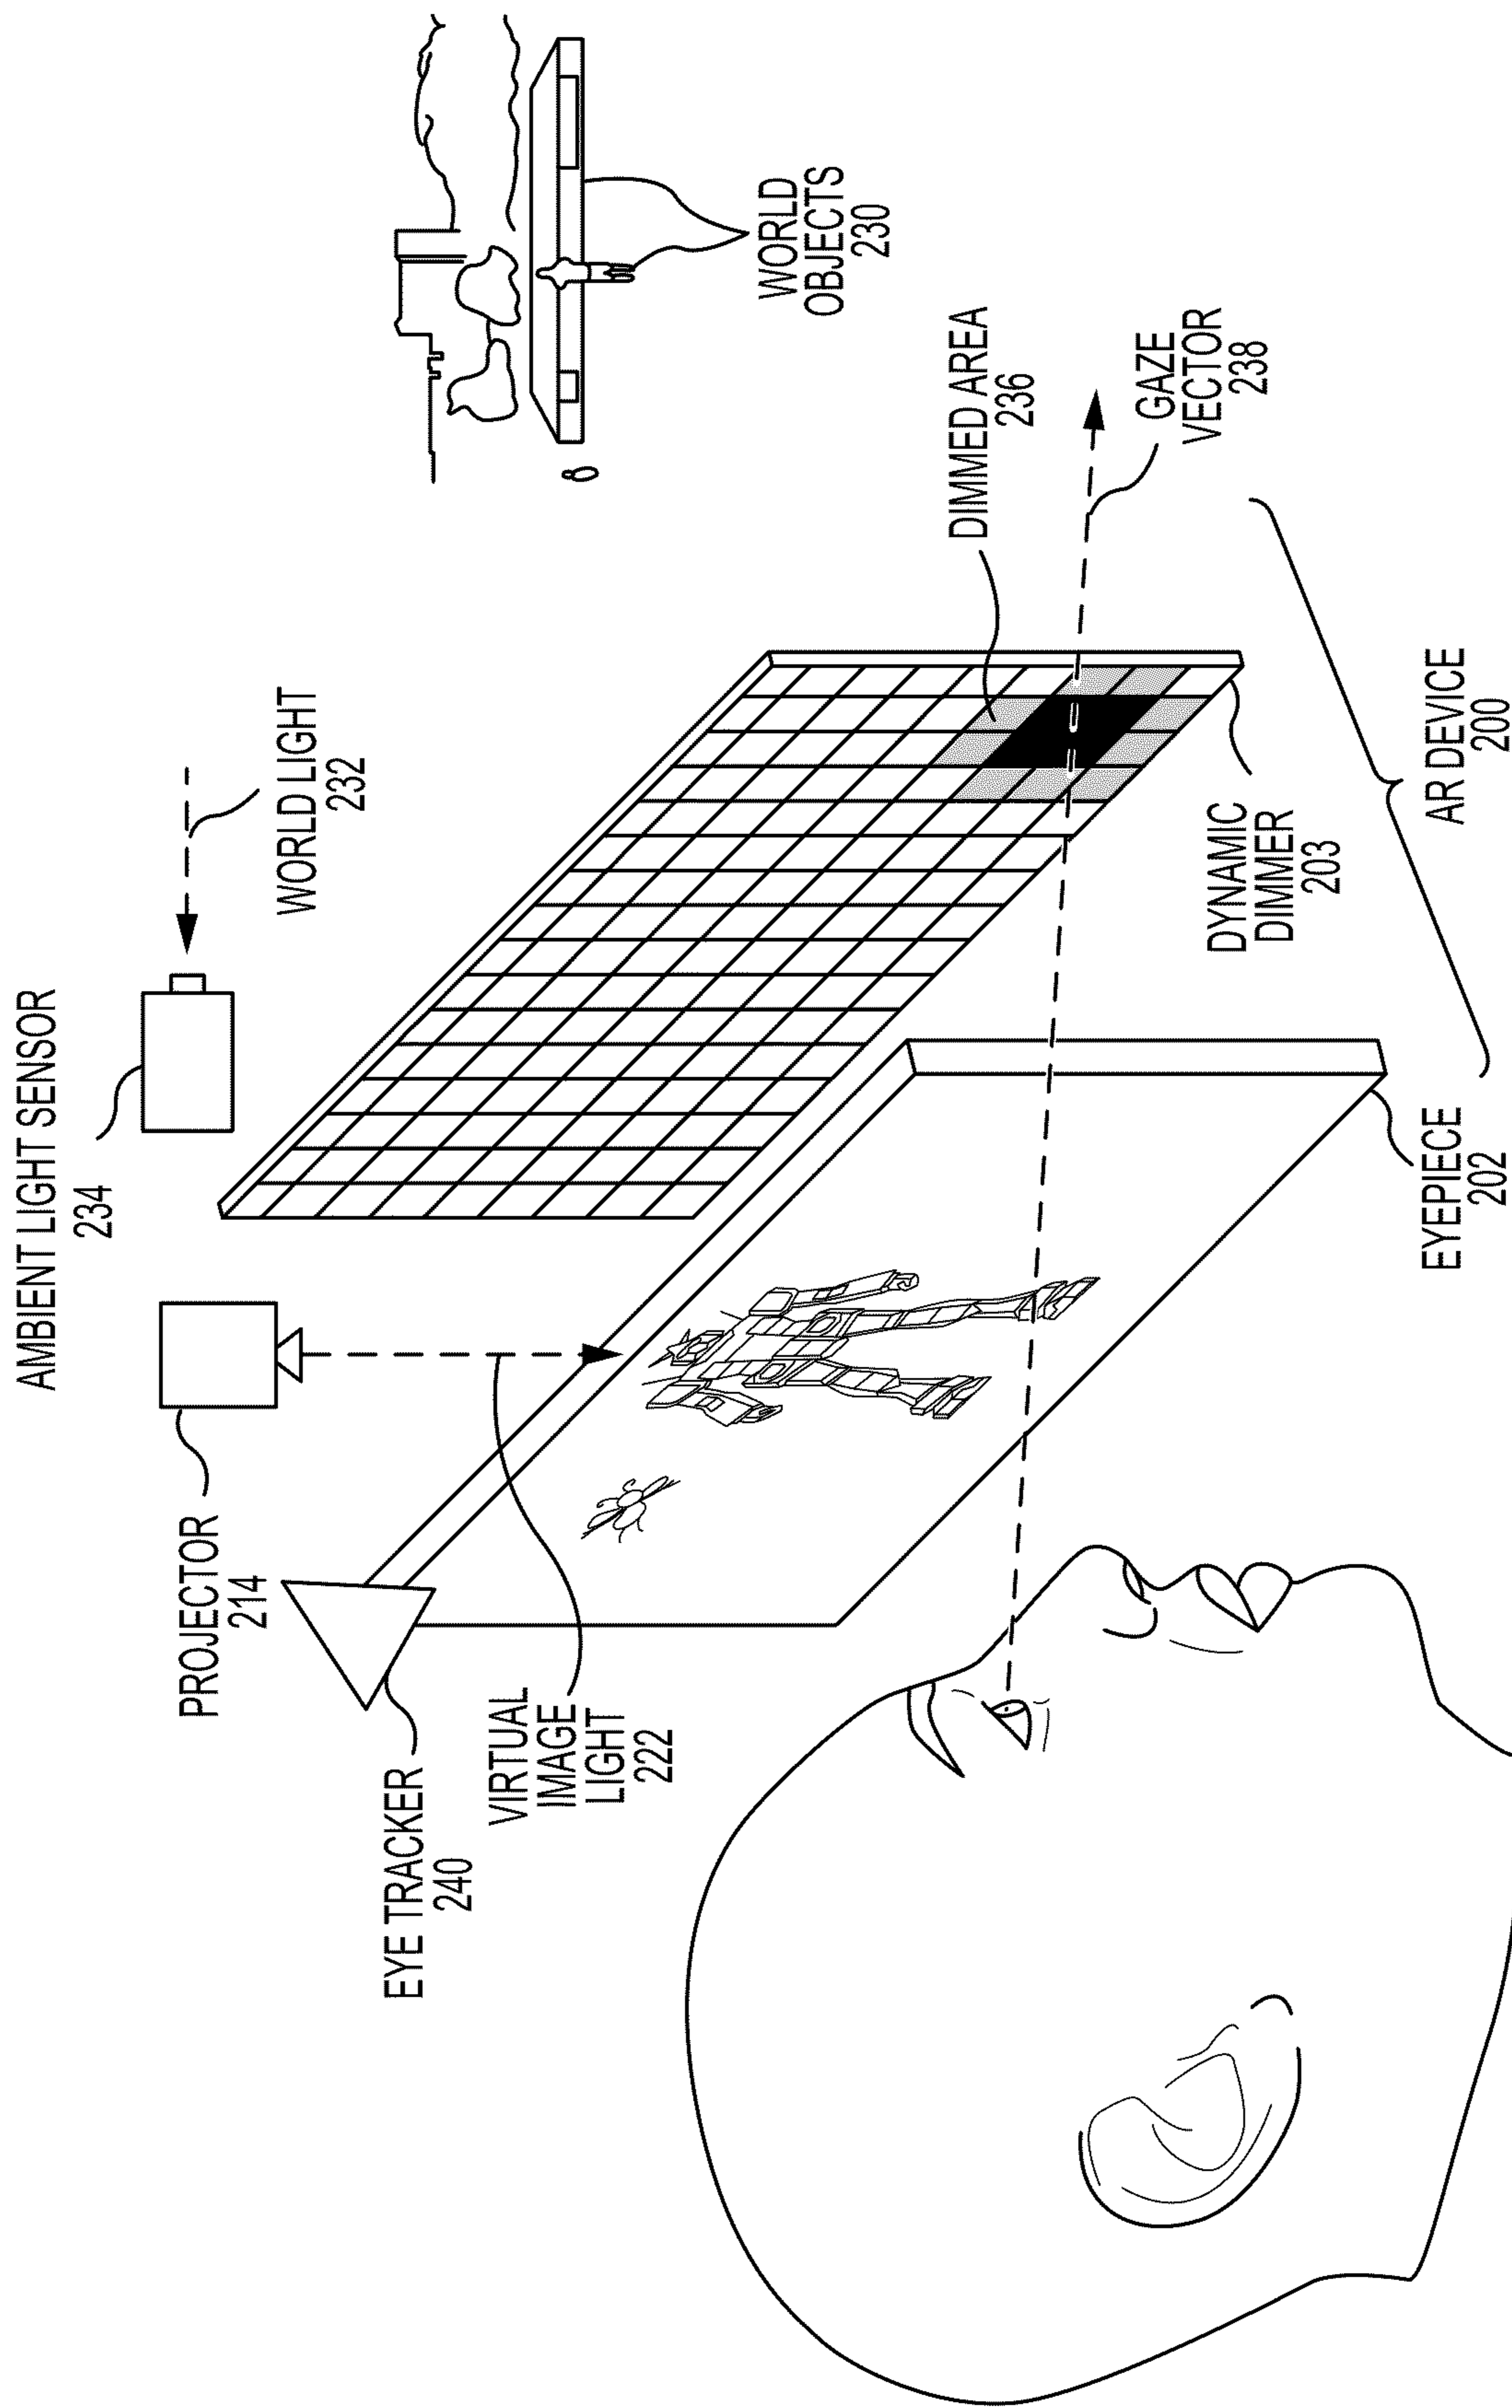 AMBIENT LIGHT SENSOR
234
WORLD LIGHT
232
PROJECTOR
214
EYE TRACKER
240
VIRTUAL
IMAGE
LIGHT
222
WORLD
OBJECTS
230
DIMMED AREA
236
GAZE
VECTOR
238
DYNAMIC
DIMMER
203
EYEPIECE
202
AR DEVICE
200